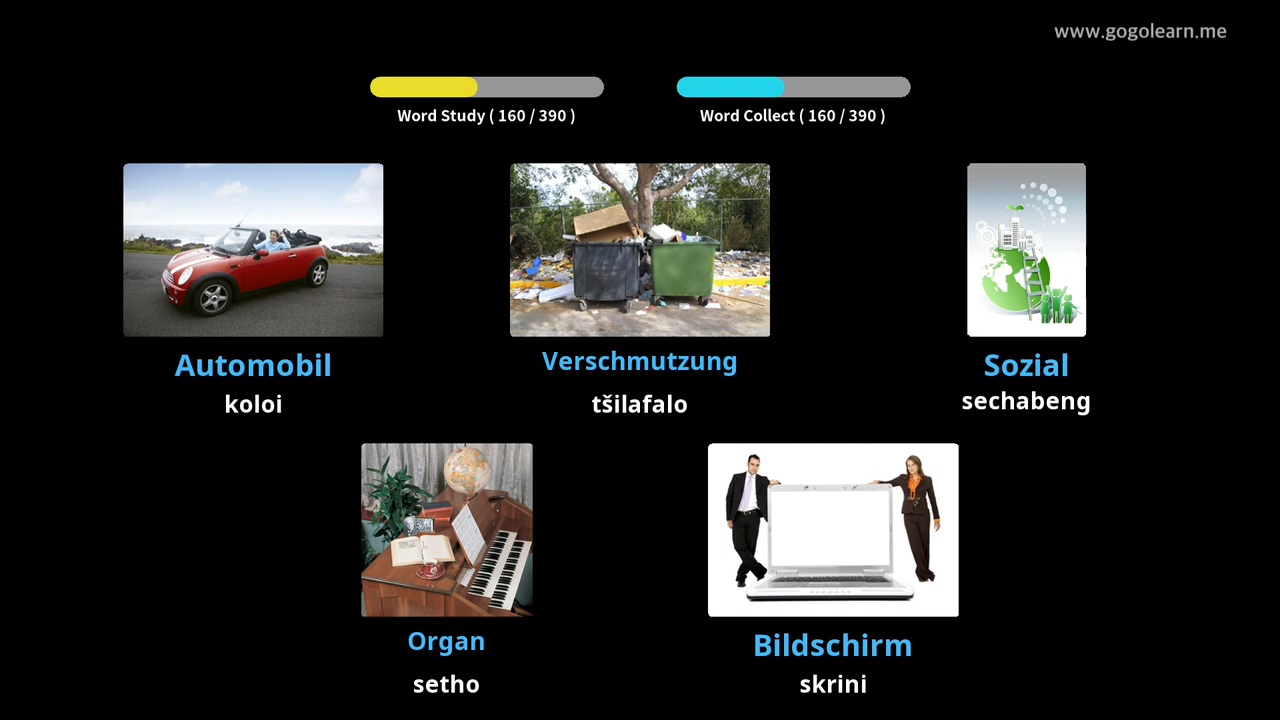 www.gogolearn.me
Word Study ( 160 / 390 )
Word Collect ( 160 / 390 )
Automobil
koloi
Verschmutzung
tšilafalo
Sozial
sechabeng
Organ
setho
Bildschirm
skrini